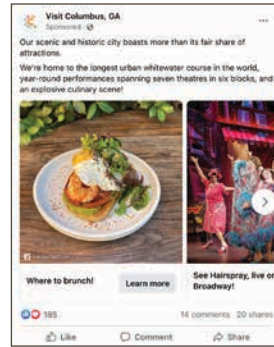 Visit Columbus, GA
Sponsored
Our scenic and historic city boasts more than its fair share of
attractions.
We're home to the longest urban whitewater course in the world,
year-round performances spanning seven theatres in six blocks, and
an explosive culinary scene!
Where to brunch!
Learn more
See Hairspray, live on
Broadway!
185
14 comments 20 shares
Like
Comment
Share